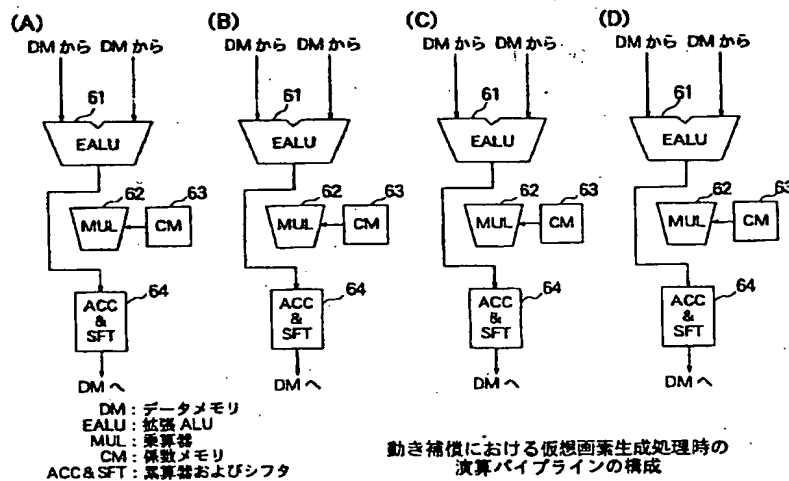 (A) (B) (C) (D)
DM から DM から DM から DM から DM から DM から DM から DM から
61 61 61 61
EALU EALU EALU EALU
62 63 62 63 62 63 62 63
MUL CM MUL CM MUL CM MUL CM
64 64 64 64
ACC ACC ACC ACC
& & & &
SFT SFT SFT SFT
DM へ DM へ DM へ DM へ
DM : データメモリ
EALU : 拡張 ALU
MUL : 乗算器
CM : 係数メモリ
ACC & SFT : 累算器およびシフタ
動き補償における仮想画素生成処理時の
演算パイプラインの構成